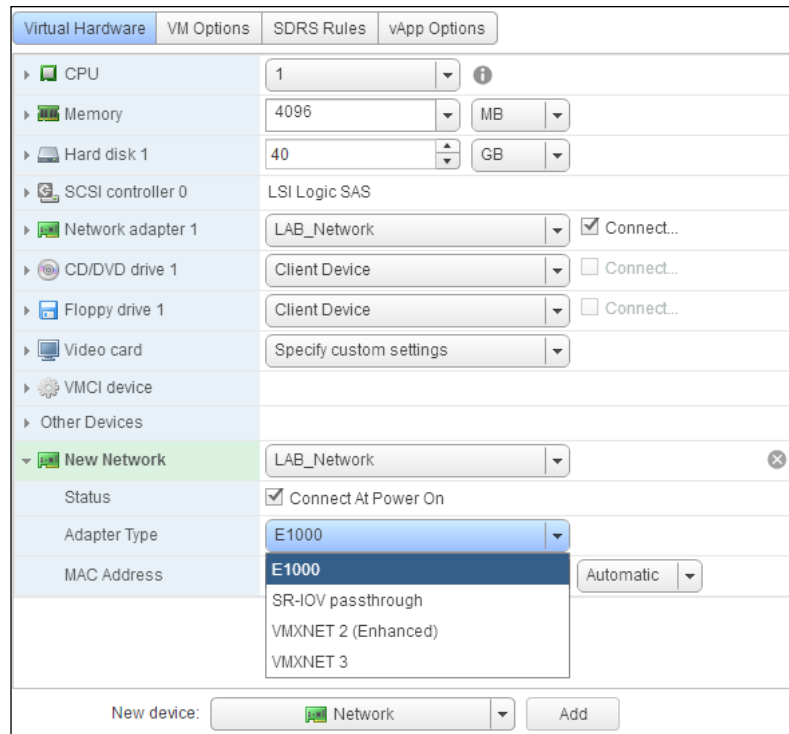 Virtual Hardware VM Options SDRS Rules vApp Options
CPU 1
Memory 4096 MB
Hard disk 1 40 GB
SCSI controller 0 LSI Logic SAS
Network adapter 1 LAB_Network Connect...
CD/DVD drive 1 Client Device Connect...
Floppy drive 1 Client Device Connect...
Video card Specify custom settings
VMCI device
Other Devices
New Network LAB_Network
Status Connect At Power On
Adapter Type E1000
MAC Address E1000 Automatic
SR-IOV passthrough
VMXNET 2 (Enhanced)
VMXNET 3
New device: Network Add